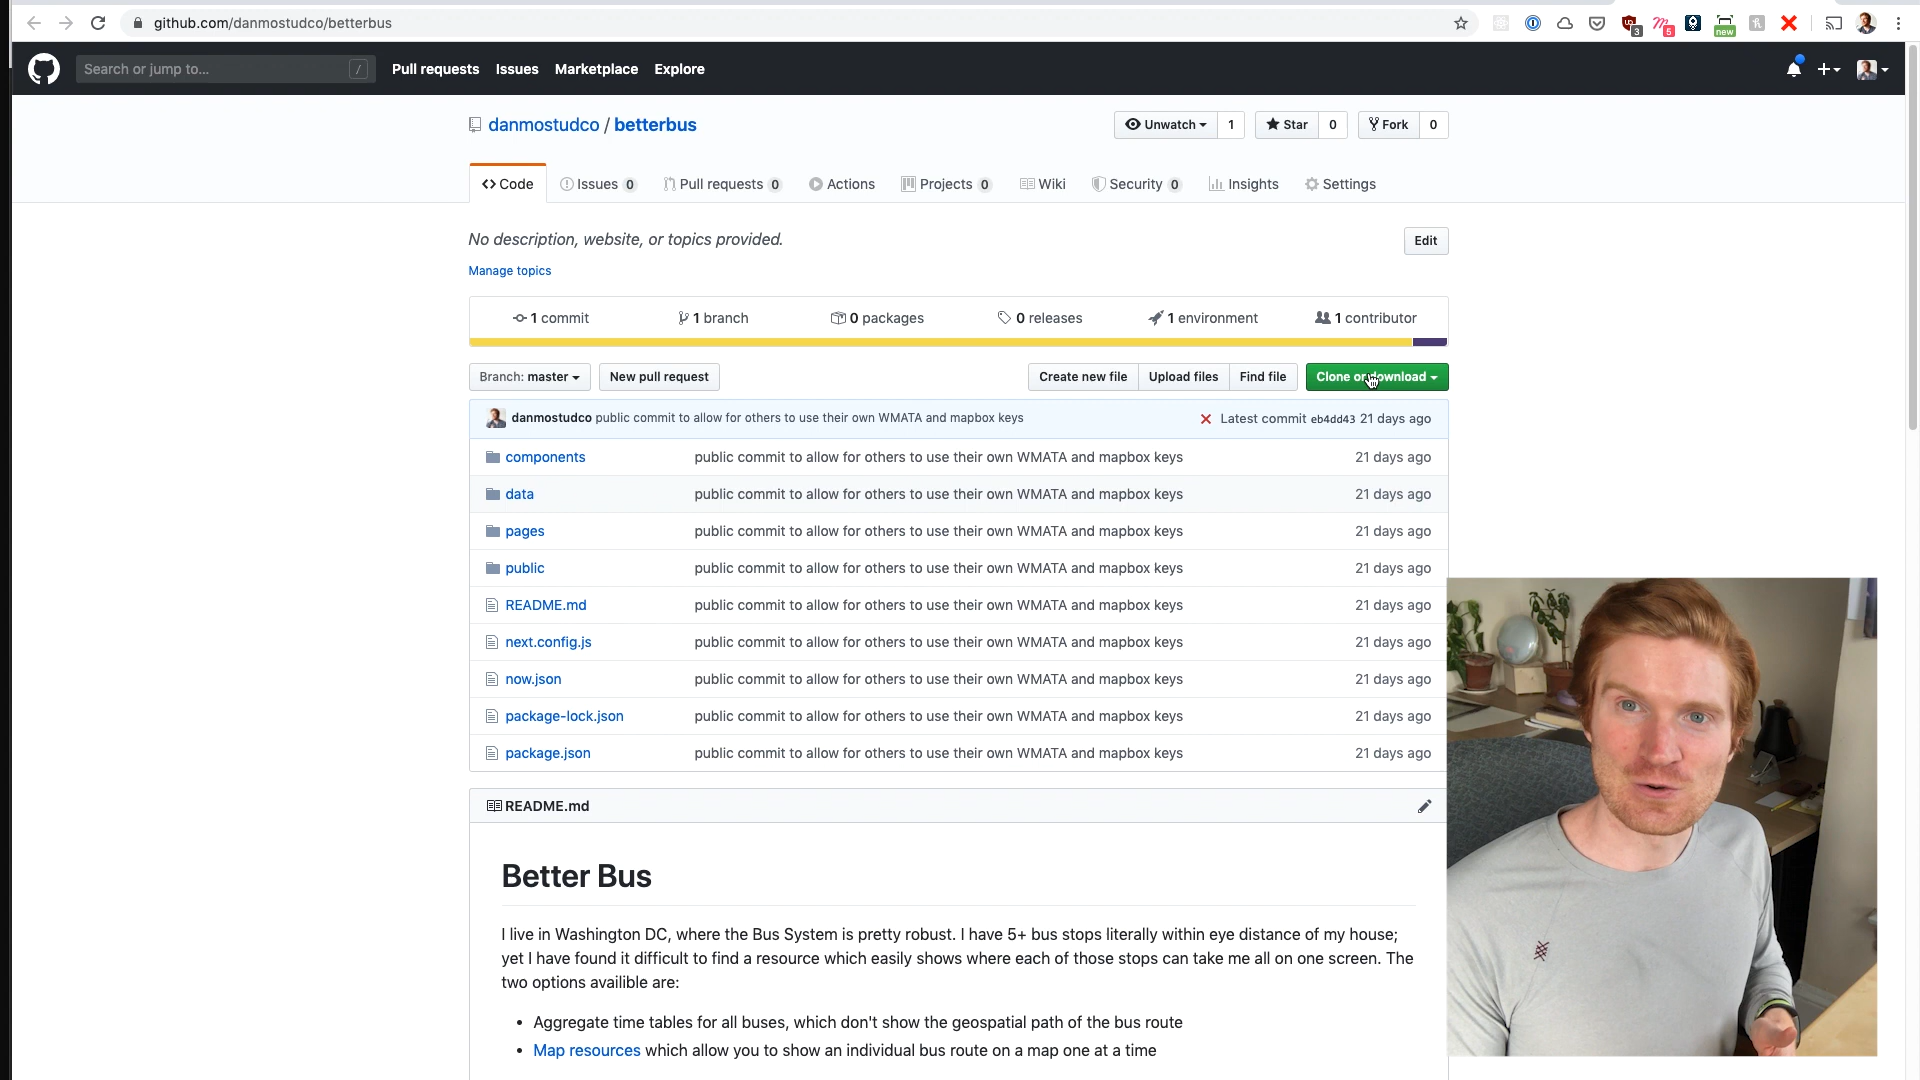 github.com/danmostudco/betterbus
3
5
new
Search or jump to...
/
Pull requests
Issues
Marketplace
Explore
danmostudco / betterbus
Unwatch
1
Star
0
Fork
0
Code
Issues 0
Pull requests 0
Actions
Projects 0
Wiki
Security 0
Insights
Settings
No description, website, or topics provided.
Edit
Manage topics
1 commit
1 branch
0 packages
0 releases
1 environment
1 contributor
Branch: master
New pull request
Create new file
Upload files
Find file
Clone or download
danmostudco public commit to allow for others to use their own WMATA and mapbox keys
Latest commit eb4dd43 21 days ago
components public commit to allow for others to use their own WMATA and mapbox keys 21 days ago
data public commit to allow for others to use their own WMATA and mapbox keys 21 days ago
pages public commit to allow for others to use their own WMATA and mapbox keys 21 days ago
public public commit to allow for others to use their own WMATA and mapbox keys 21 days ago
README.md public commit to allow for others to use their own WMATA and mapbox keys 21 days ago
next.config.js public commit to allow for others to use their own WMATA and mapbox keys 21 days ago
now.json public commit to allow for others to use their own WMATA and mapbox keys 21 days ago
package-lock.json public commit to allow for others to use their own WMATA and mapbox keys 21 days ago
package.json public commit to allow for others to use their own WMATA and mapbox keys 21 days ago
README.md
Better Bus
I live in Washington DC, where the Bus System is pretty robust. I have 5+ bus stops literally within eye distance of my house;
yet I have found it difficult to find a resource which easily shows where each of those stops can take me all on one screen. The
two options availible are:
• Aggregate time tables for all buses, which don't show the geospatial path of the bus route
• Map resources which allow you to show an individual bus route on a map one at a time